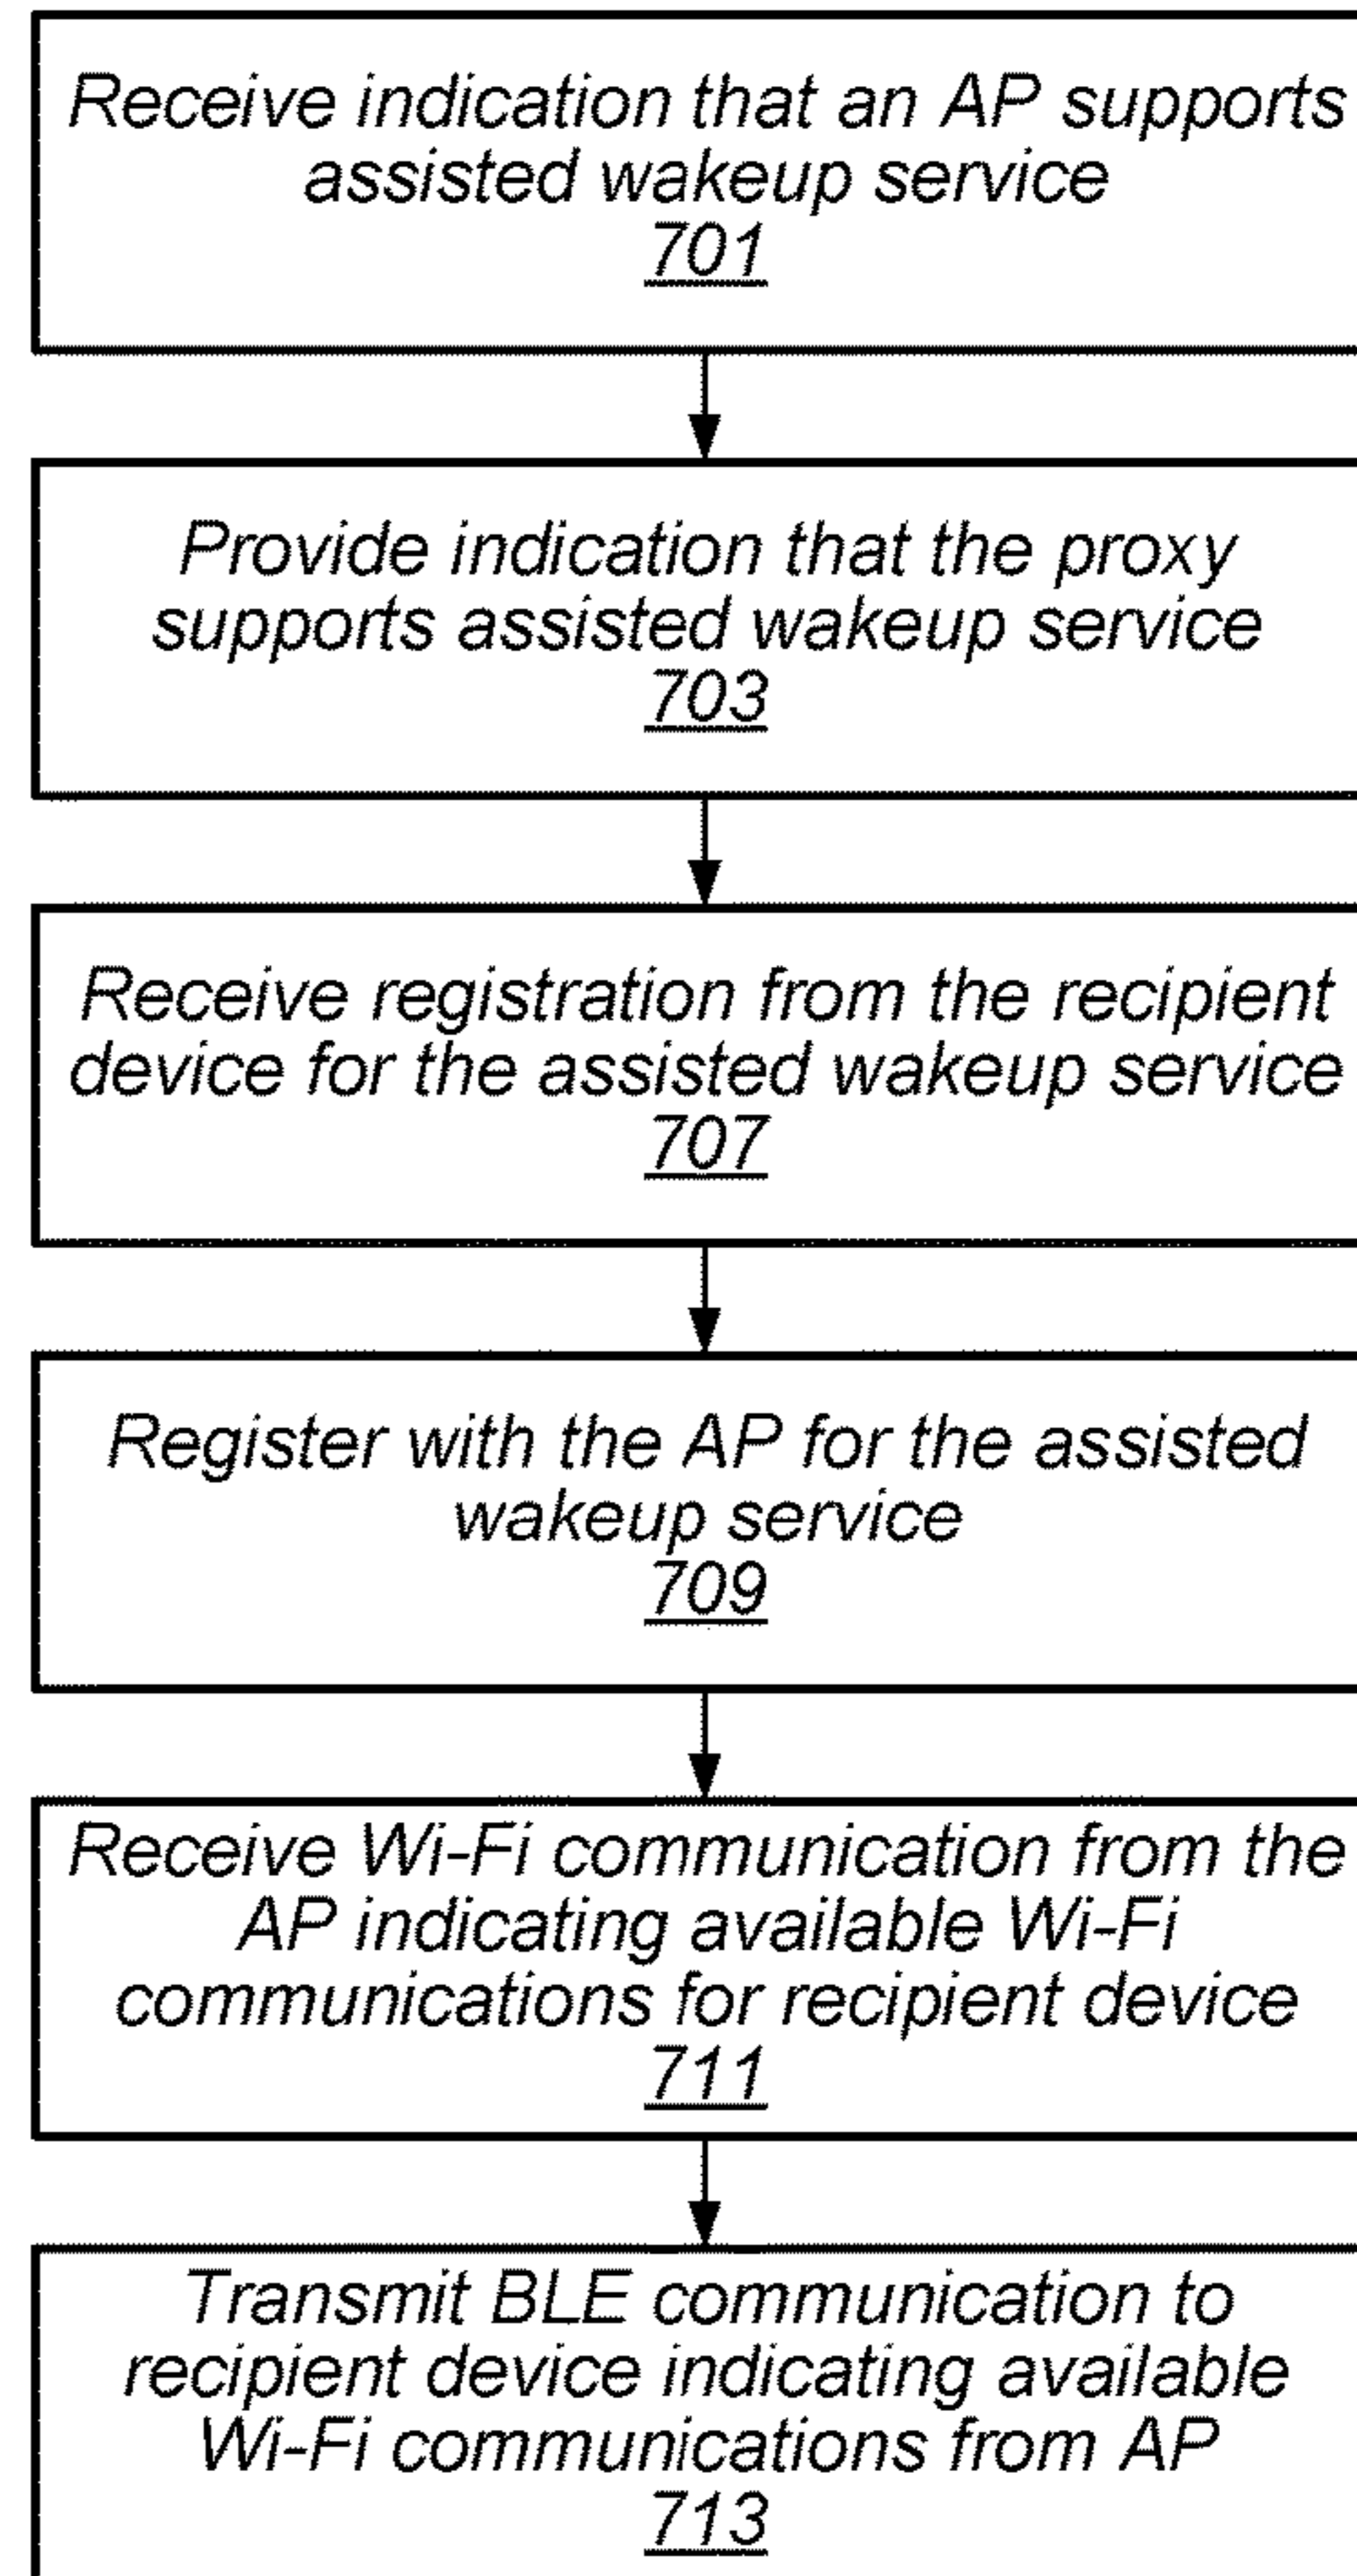 Receive indication that an AP supports
assisted wakeup service
701
Provide indication that the proxy
supports assisted wakeup service
703
Receive registration from the recipient
device for the assisted wakeup service
707
Register with the AP for the assisted
wakeup service
709
Receive Wi-Fi communication from the
AP indicating available Wi-Fi
communications for recipient device
711
Transmit BLE communication to
recipient device indicating available
Wi-Fi communications from AP
713